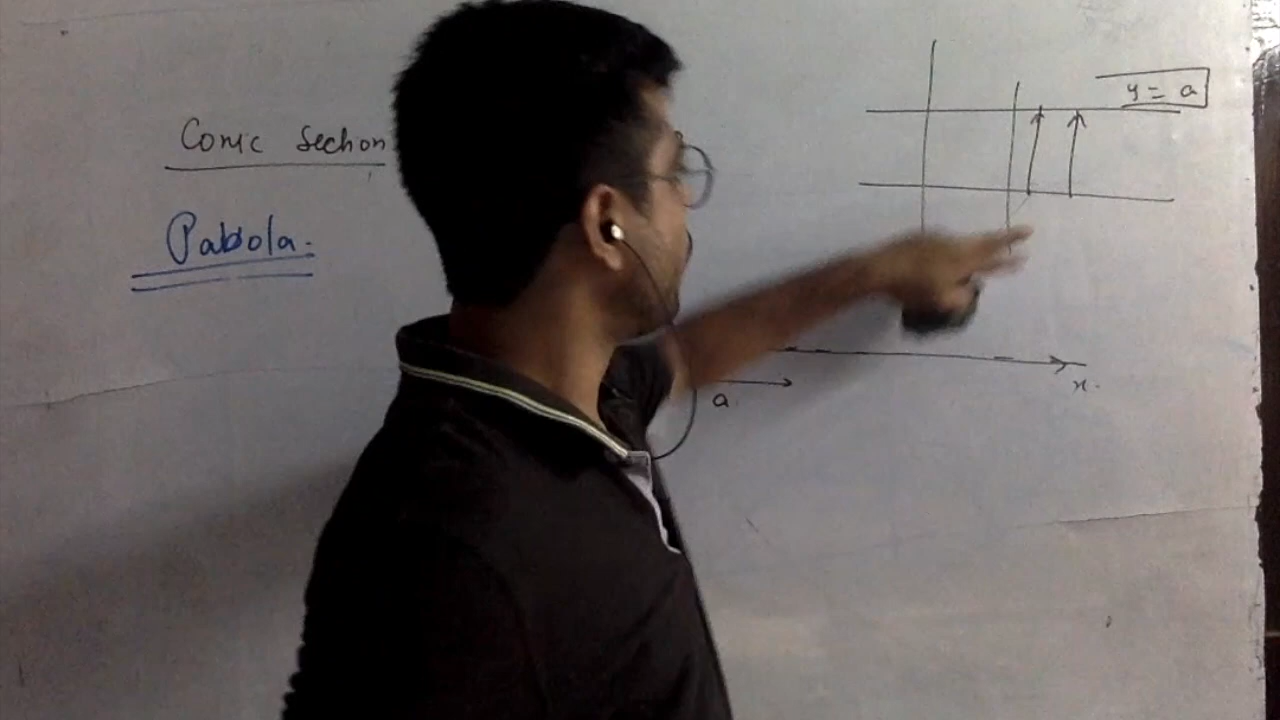 Conic Section
Pabola.
y = a
a
x.